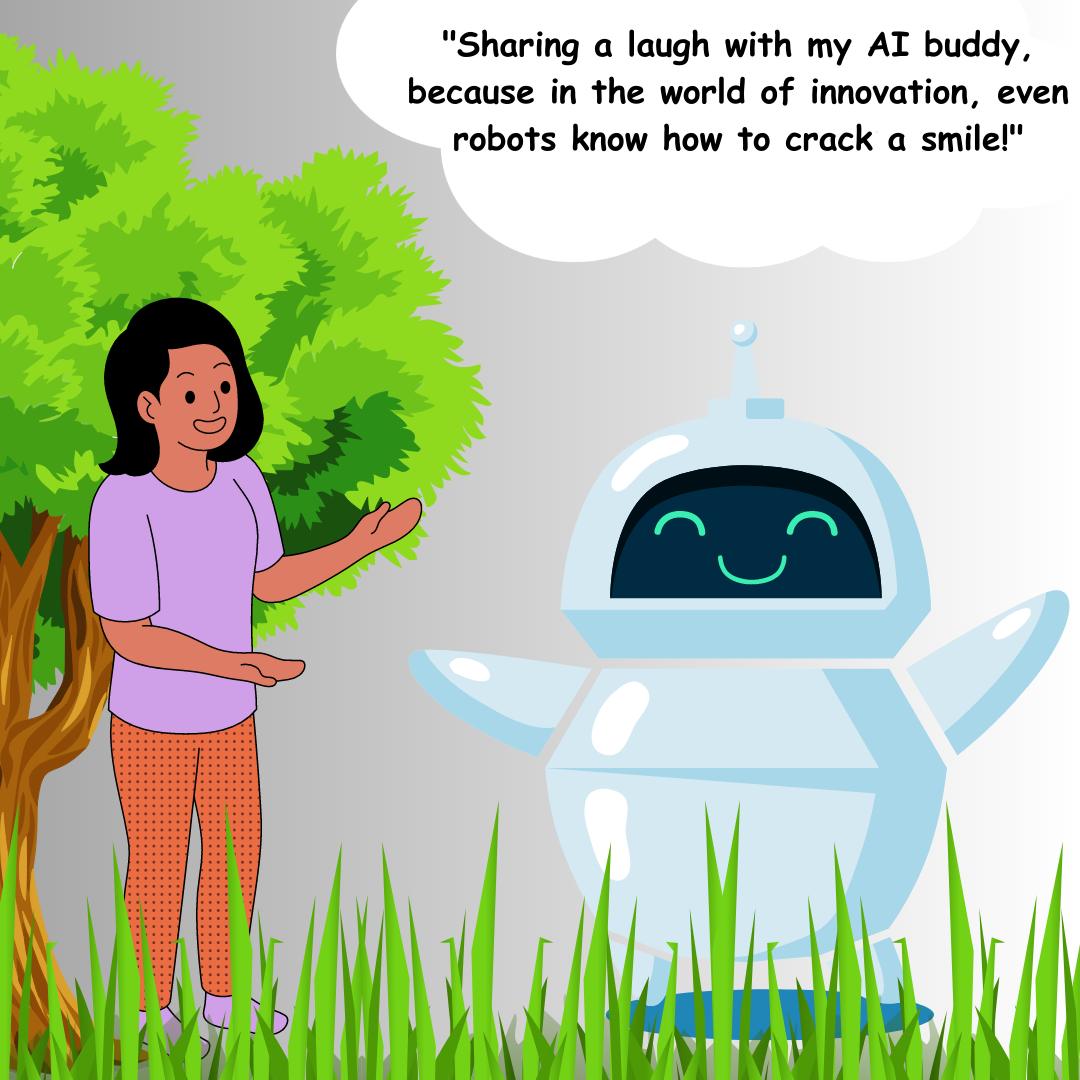 "Sharing a laugh with my AI buddy,
because in the world of innovation, even
robots know how to crack a smile!"